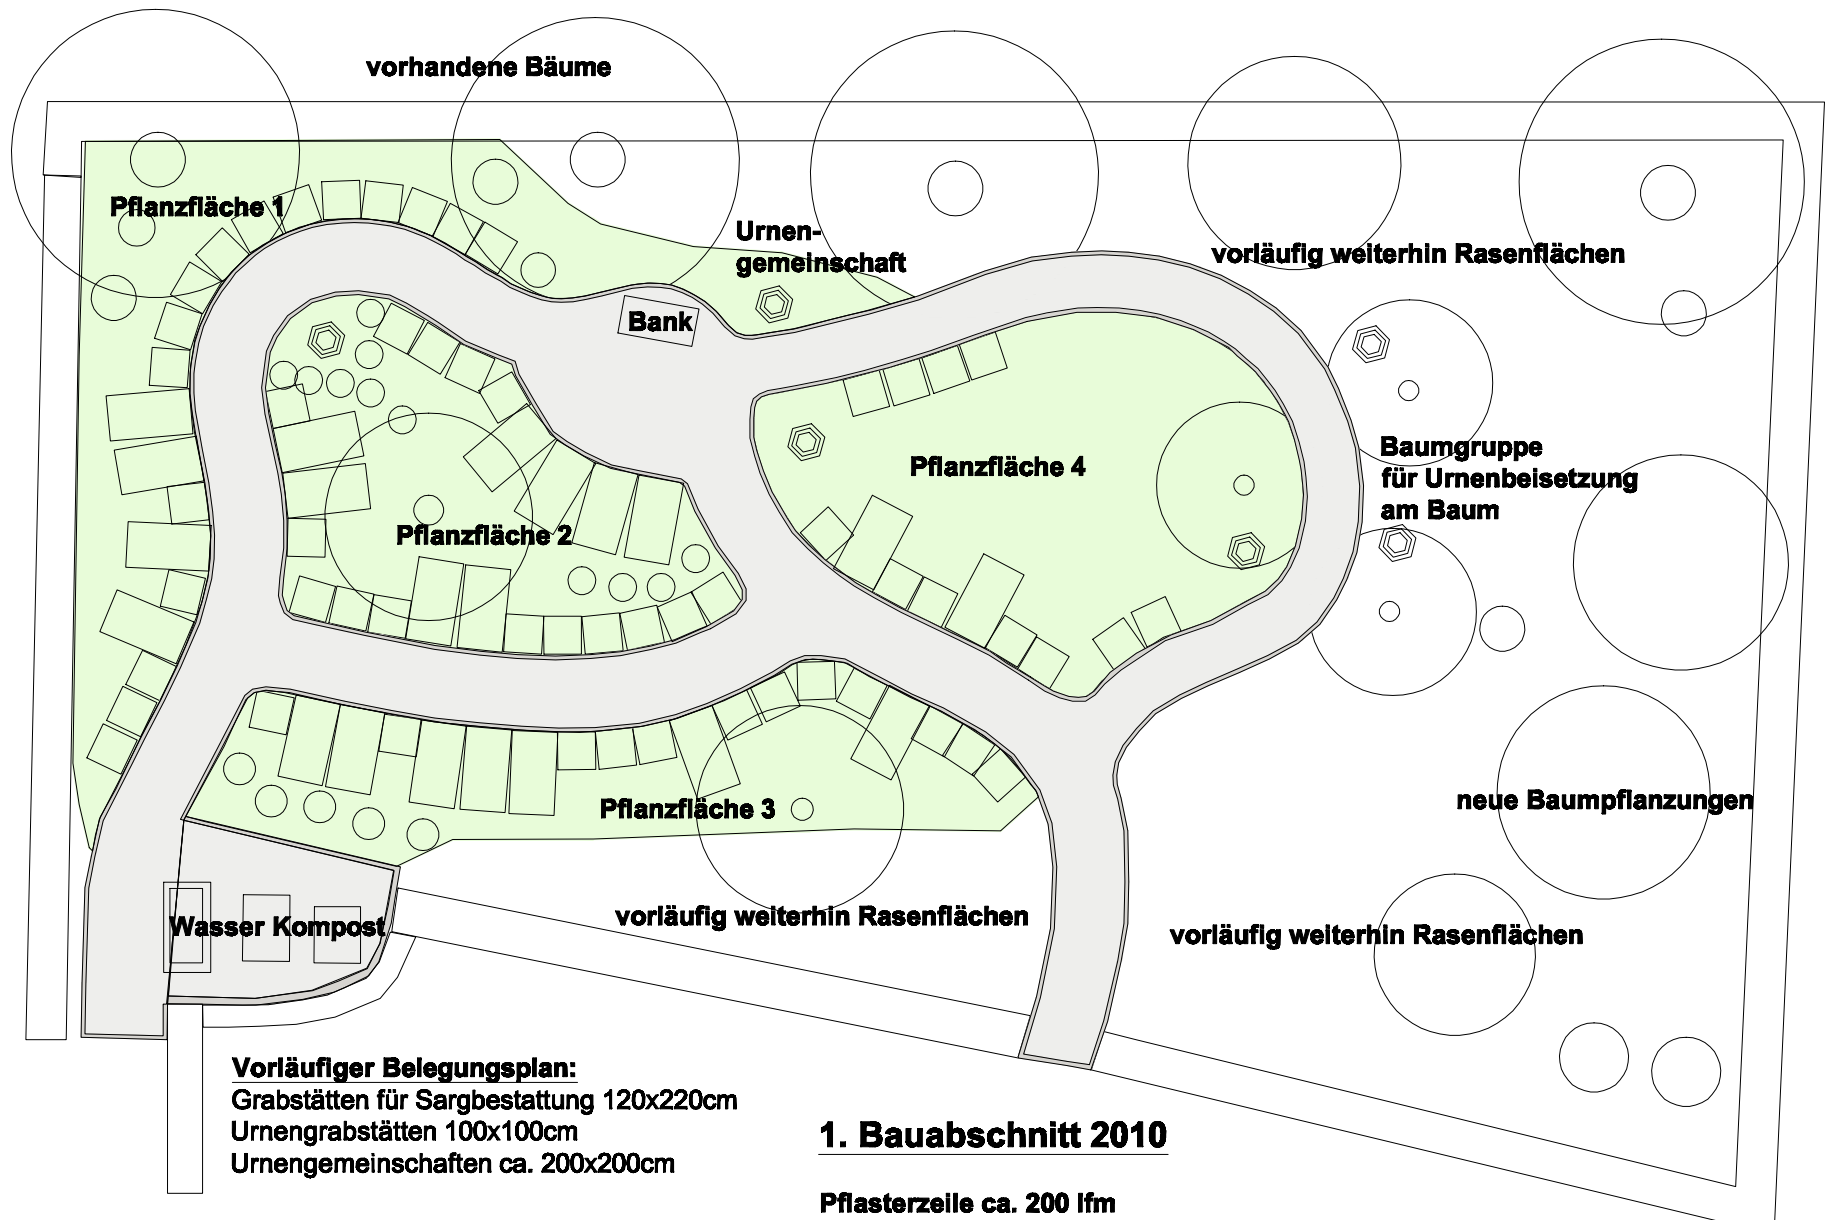 vorhandene Bäume
Pflanzfläche 1
Urnen-
gemeinschaft
vorläufig weiterhin Rasenflächen
Bank
Baumgruppe
für Urnenbeisetzung
am Baum
Pflanzfläche 4
Pflanzfläche 2
neue Baumpflanzungen
Pflanzfläche 3
vorläufig weiterhin Rasenflächen
Wasser Kompost
vorläufig weiterhin Rasenflächen
Vorläufiger Belegungsplan:
Grabstätten für Sargbestattung 120x220cm
Urnengrabstätten 100x100cm
Urnengemeinschaften ca. 200x200cm
1. Bauabschnitt 2010
Pflasterzeile ca. 200 lfm